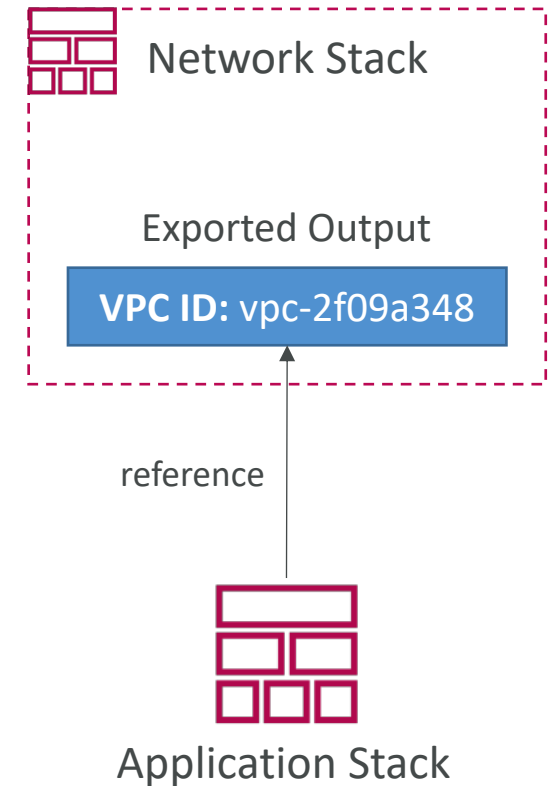 Network Stack
Exported Output
VPC ID: vpc-2f09a348
reference
Application Stack